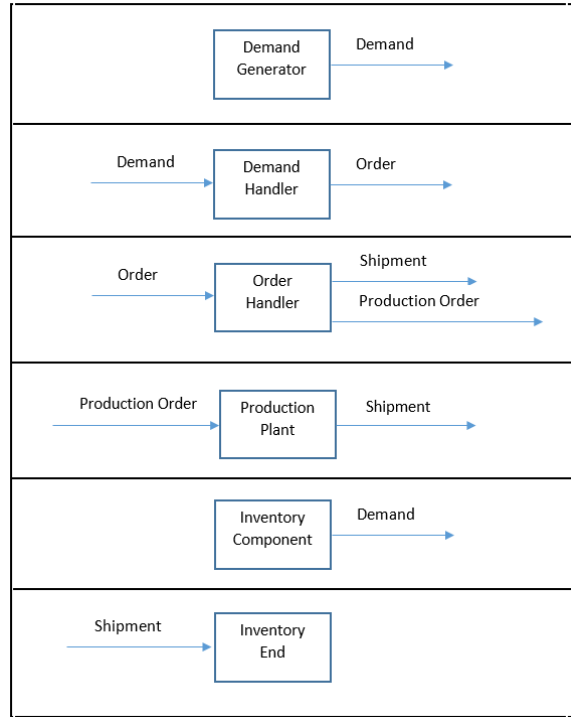 Demand
Generator
Demand
Demand
Demand
Handler
Order
Order
Order
Handler
Shipment
Production Order
Production Order
Production
Plant
Shipment
Inventory
Component
Demand
Shipment
Inventory
End